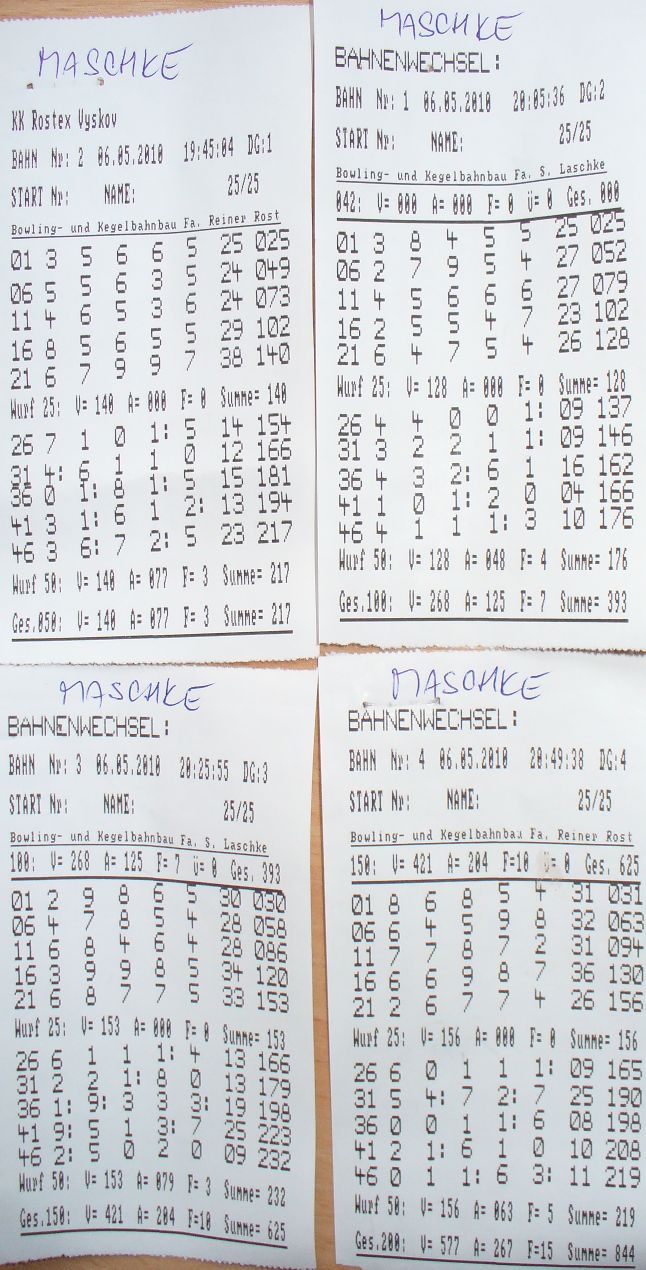 MASCHKE
KK Rostex Vyskov
BAHN Nr: 2 06.05.2010 19:45:04 DG:1
START Nr: NAME: 25/25
Bowling- und Kegelbahnbau Fa. Reiner Rost
01 3 5 6 6 5 25 025
06 5 5 6 3 5 24 049
11 4 6 5 3 6 24 073
16 8 5 6 5 5 29 102
21 6 7 9 9 7 38 140
Wurf 25: V= 140 A= 000 F= 0 Summe= 140
26 7 1 0 1: 5 14 154
31 4: 6 1 1 0 12 166
36 0 1: 8 1: 5 15 181
41 3 1: 6 1 2: 13 194
46 3 6: 7 2: 5 23 217
Wurf 50: V= 140 A= 077 F= 3 Summe= 217
Ges.050: V= 140 A= 077 F= 3 Summe= 217
MASCHKE
BAHNENWECHSEL:
BAHN Nr: 1 06.05.2010 20:05:36 DG:2
START Nr: NAME: 25/25
Bowling- und Kegelbahnbau Fa. S. Laschke
042: V= 000 A= 000 F= 0 Ü= 0 Ges. 000
01 3 8 4 5 5 25 025
06 2 7 9 5 4 27 052
11 4 5 6 6 6 27 079
16 2 5 5 4 7 23 102
21 6 4 7 5 4 26 128
Wurf 25: V= 128 A= 000 F= 0 Summe= 128
26 4 4 0 0 1: 09 137
31 3 2 2 1 1: 09 146
36 4 3 2: 6 1 16 162
41 1 0 1: 2 0 04 166
46 4 1 1 1: 3 10 176
Wurf 50: V= 128 A= 048 F= 4 Summe= 176
Ges.100: V= 268 A= 125 F= 7 Summe= 393
MASCHKE
BAHNENWECHSEL:
BAHN Nr: 3 06.05.2010 20:25:55 DG:3
START Nr: NAME: 25/25
Bowling- und Kegelbahnbau Fa. S. Laschke
100: V= 268 A= 125 F= 7 Ü= 0 Ges. 393
01 2 9 8 6 5 30 030
06 4 7 8 5 4 28 058
11 6 8 4 6 4 28 086
16 3 9 9 8 5 34 120
21 6 8 7 7 5 33 153
Wurf 25: V= 153 A= 000 F= 0 Summe= 153
26 6 1 1 1: 4 13 166
31 2 2 1: 8 0 13 179
36 1: 9: 3 3 3: 19 198
41 9: 5 1 3: 7 25 223
46 2: 5 0 2 0 09 232
Wurf 50: V= 153 A= 079 F= 3 Summe= 232
Ges.150: V= 421 A= 204 F=10 Summe= 625
MASCHKE
BAHNENWECHSEL:
BAHN Nr: 4 06.05.2010 20:49:38 DG:4
START Nr: NAME: 25/25
Bowling- und Kegelbahnbau Fa. Reiner Rost
150: V= 421 A= 204 F=10 Ü= 0 Ges. 625
01 8 6 8 5 4 31 031
06 6 4 5 9 8 32 063
11 7 7 8 7 2 31 094
16 6 6 9 8 7 36 130
21 2 6 7 7 4 26 156
Wurf 25: V= 156 A= 000 F= 0 Summe= 156
26 6 0 1 1 1: 09 165
31 5 4: 7 2: 7 25 190
36 0 0 1 1: 6 08 198
41 2 1: 6 1 0 10 208
46 0 1 1: 6 3: 11 219
Wurf 50: V= 156 A= 063 F= 5 Summe= 219
Ges.200: V= 577 A= 267 F=15 Summe= 844